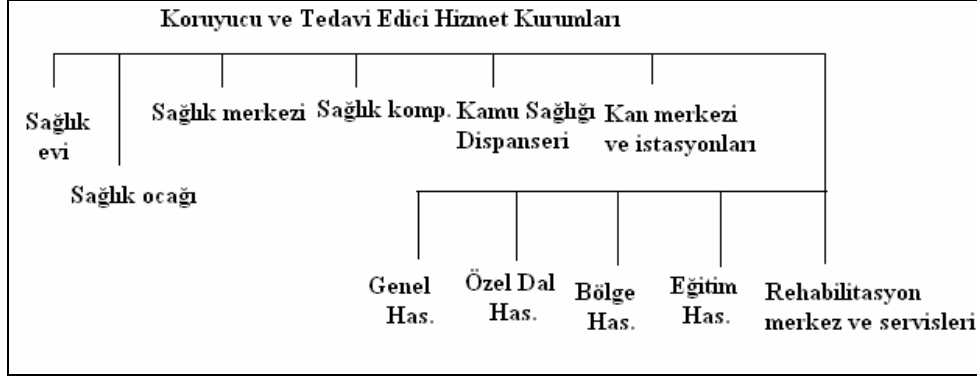 Koruyucu ve Tedavi Edici Hizmet Kurumları
Sağlık
evi
Sağlık ocağı
Sağlık merkezi
Sağlık komp.
Kamu Sağlığı
Dispanseri
Kan merkezi
ve istasyonları
Genel
Has.
Özel Dal
Has.
Bölge
Has.
Eğitim
Has.
Rehabilitasyon
merkez ve servisleri